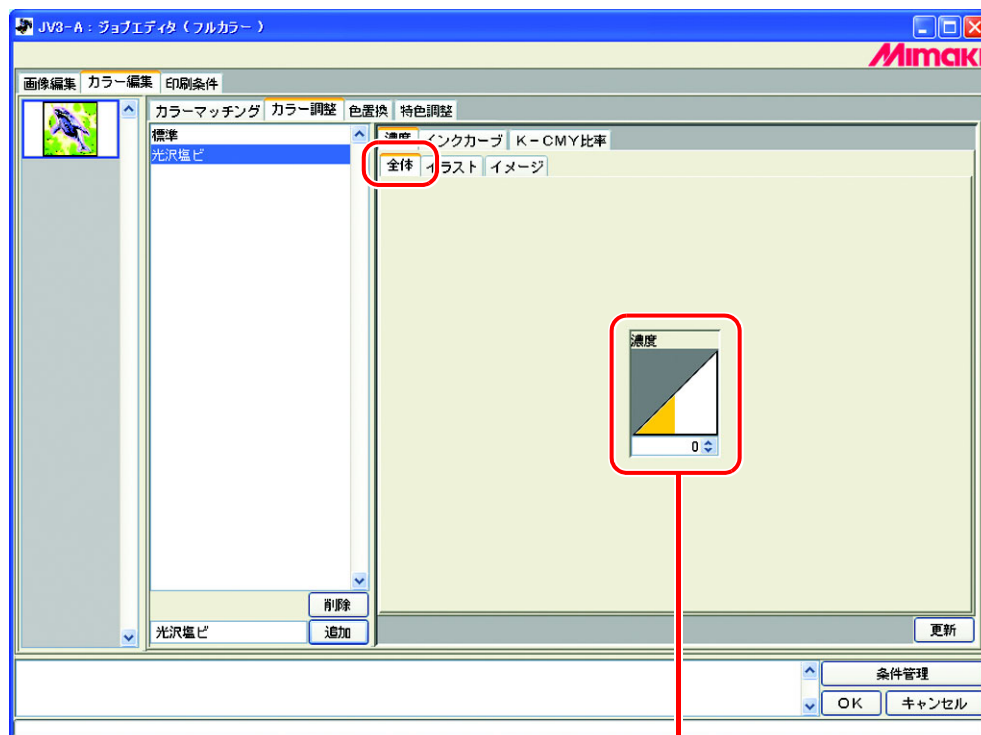 JV3-A：ジョブエディタ（フルカラー）
Mimaki
画像編集 カラー編集 印刷条件
カラーマッチング カラー調整 色置換 特色調整
標準
光沢塩ビ
濃度 インクカーブ K－CMY比率
全体 イラスト イメージ
濃度
0
削除
光沢塩ビ 追加
更新
条件管理
OK キャンセル